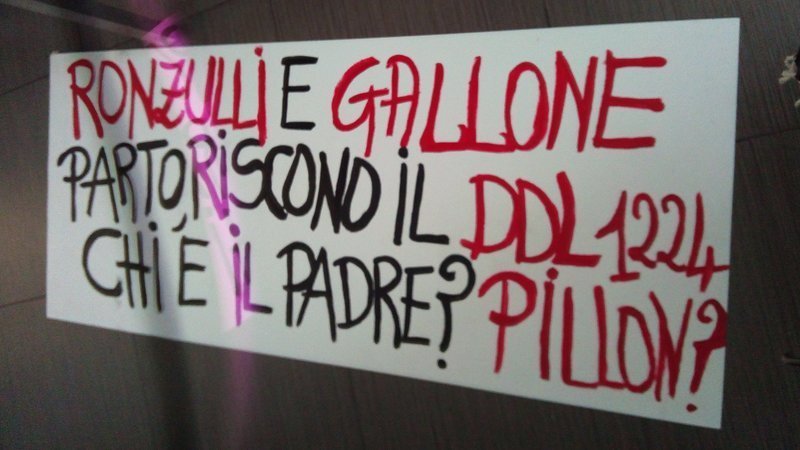 RONZULLI E GALLONE
PARTORISCONO IL DDL 1224
CHI È IL PADRE? PILLON?